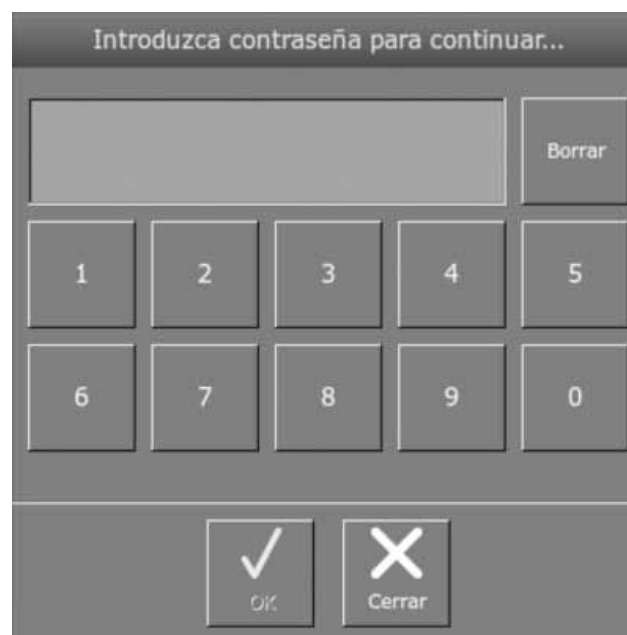 Introduzca contraseña para continuar...
Borrar
1 2 3 4 5
6 7 8 9 0
OK Cerrar